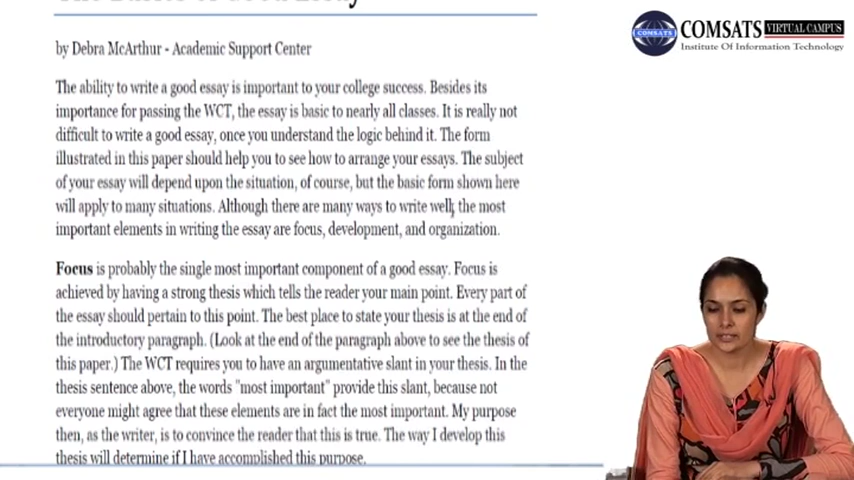 COMSATS VIRTUAL CAMPUS
COMSATS
Institute Of Information Technology
by Debra McArthur - Academic Support Center
The ability to write a good essay is important to your college success. Besides its
importance for passing the WCT, the essay is basic to nearly all classes. It is really not
difficult to write a good essay, once you understand the logic behind it. The form
illustrated in this paper should help you to see how to arrange your essays. The subject
of your essay will depend upon the situation, of course, but the basic form shown here
will apply to many situations. Although there are many ways to write well, the most
important elements in writing the essay are focus, development, and organization.
Focus is probably the single most important component of a good essay. Focus is
achieved by having a strong thesis which tells the reader your main point. Every part of
the essay should pertain to this point. The best place to state your thesis is at the end of
the introductory paragraph. (Look at the end of the paragraph above to see the thesis of
this paper.) The WCT requires you to have an argumentative slant in your thesis. In the
thesis sentence above, the words "most important" provide this slant, because not
everyone might agree that these elements are in fact the most important. My purpose
then, as the writer, is to convince the reader that this is true. The way I develop this
thesis will determine if I have accomplished this purpose.